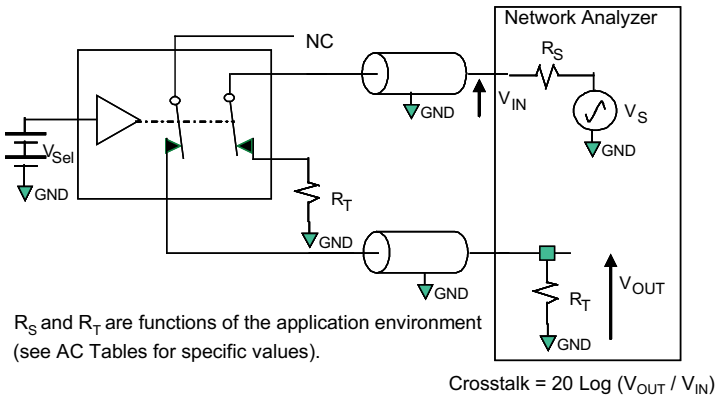 Network Analyzer
NC
R_S
GND
V_IN
V_S
GND
V_Sel
GND
R_T
GND
GND
R_T
V_OUT
GND
R_S and R_T are functions of the application environment
(see AC Tables for specific values).
Crosstalk = 20 Log (V_OUT / V_IN)